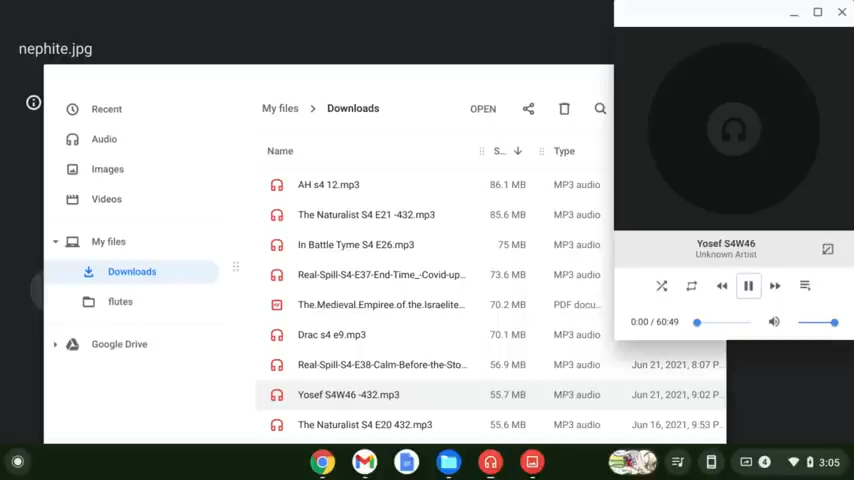 nephite.jpg
Recent
Audio
Images
Videos
My files
Downloads
flutes
Google Drive
My files > Downloads
OPEN
Name S... Type
AH s4 12.mp3 86.1 MB MP3 audio
The Naturalist S4 E21 -432.mp3 85.6 MB MP3 audio
In Battle Tyme S4 E26.mp3 75 MB MP3 audio
Real-Spill-S4-E37-End-Time_-Covid-up... 73.6 MB MP3 audio
The.Medieval.Empiree.of.the.Israelite... 70.2 MB PDF docu...
Drac s4 e9.mp3 70.1 MB MP3 audio
Real-Spill-S4-E38-Calm-Before-the-Sto... 56.9 MB MP3 audio Jun 21, 2021, 8:07 P...
Yosef S4W46 -432.mp3 55.7 MB MP3 audio Jun 21, 2021, 9:02 P...
The Naturalist S4 E20 432.mp3 55.6 MB MP3 audio Jun 16, 2021, 9:53 P...
Yosef S4W46
Unknown Artist
0:00 / 60:49
4
3:05